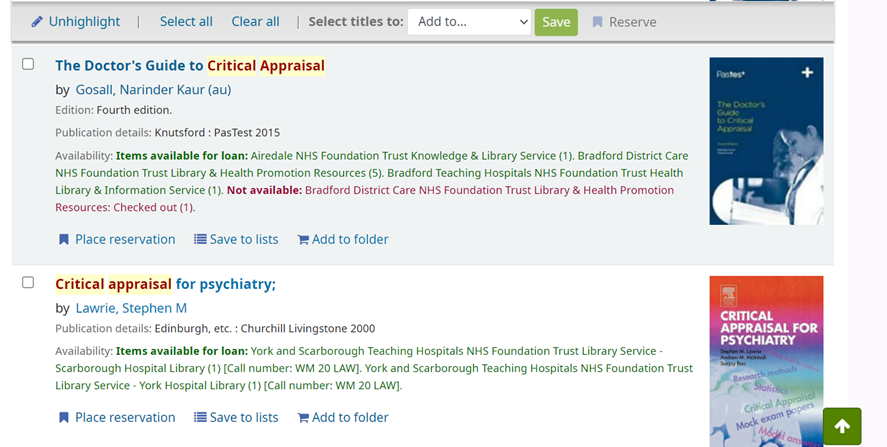 Unhighlight | Select all Clear all | Select titles to: Add to... Save Reserve
The Doctor's Guide to Critical Appraisal
by Gosall, Narinder Kaur (au)
Edition: Fourth edition.
Publication details: Knutsford : PasTest 2015
Availability: Items available for loan: Airedale NHS Foundation Trust Knowledge & Library Service (1). Bradford District Care
NHS Foundation Trust Library & Health Promotion Resources (5). Bradford Teaching Hospitals NHS Foundation Trust Health
Library & Information Service (1). Not available: Bradford District Care NHS Foundation Trust Library & Health Promotion
Resources: Checked out (1).
Place reservation Save to lists Add to folder
Pastest+
The Doctor's
Guide to
Critical
Appraisal
Critical appraisal for psychiatry;
by Lawrie, Stephen M
Publication details: Edinburgh, etc. : Churchill Livingstone 2000
Availability: Items available for loan: York and Scarborough Teaching Hospitals NHS Foundation Trust Library Service -
Scarborough Hospital Library (1) [Call number: WM 20 LAW]. York and Scarborough Teaching Hospitals NHS Foundation Trust
Library Service - York Hospital Library (1) [Call number: WM 20 LAW].
Place reservation Save to lists Add to folder
CRITICAL
APPRAISAL FOR
PSYCHIATRY
Stephen M. Lawrie
Andrew M. McIntosh
Sanjay Rao
Research methods
Statistics
Critical Appraisal
Mock exam papers
Model